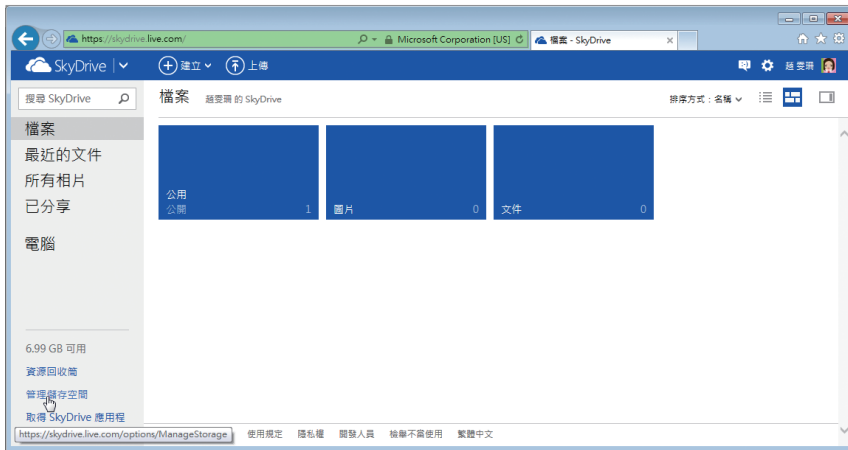 https://skydrive.live.com/
Microsoft Corporation [US]
檔案 - SkyDrive
SkyDrive
建立
上傳
趙雯珊
搜尋 SkyDrive
檔案
趙雯珊 的 SkyDrive
排序方式：名稱
檔案
最近的文件
所有相片
已分享
電腦
公用
公開 1
圖片 0
文件 0
6.99 GB 可用
資源回收筒
管理儲存空間
取得 SkyDrive 應用程
https://skydrive.live.com/options/ManageStorage
使用規定 隱私權 開發人員 檢舉不當使用 繁體中文